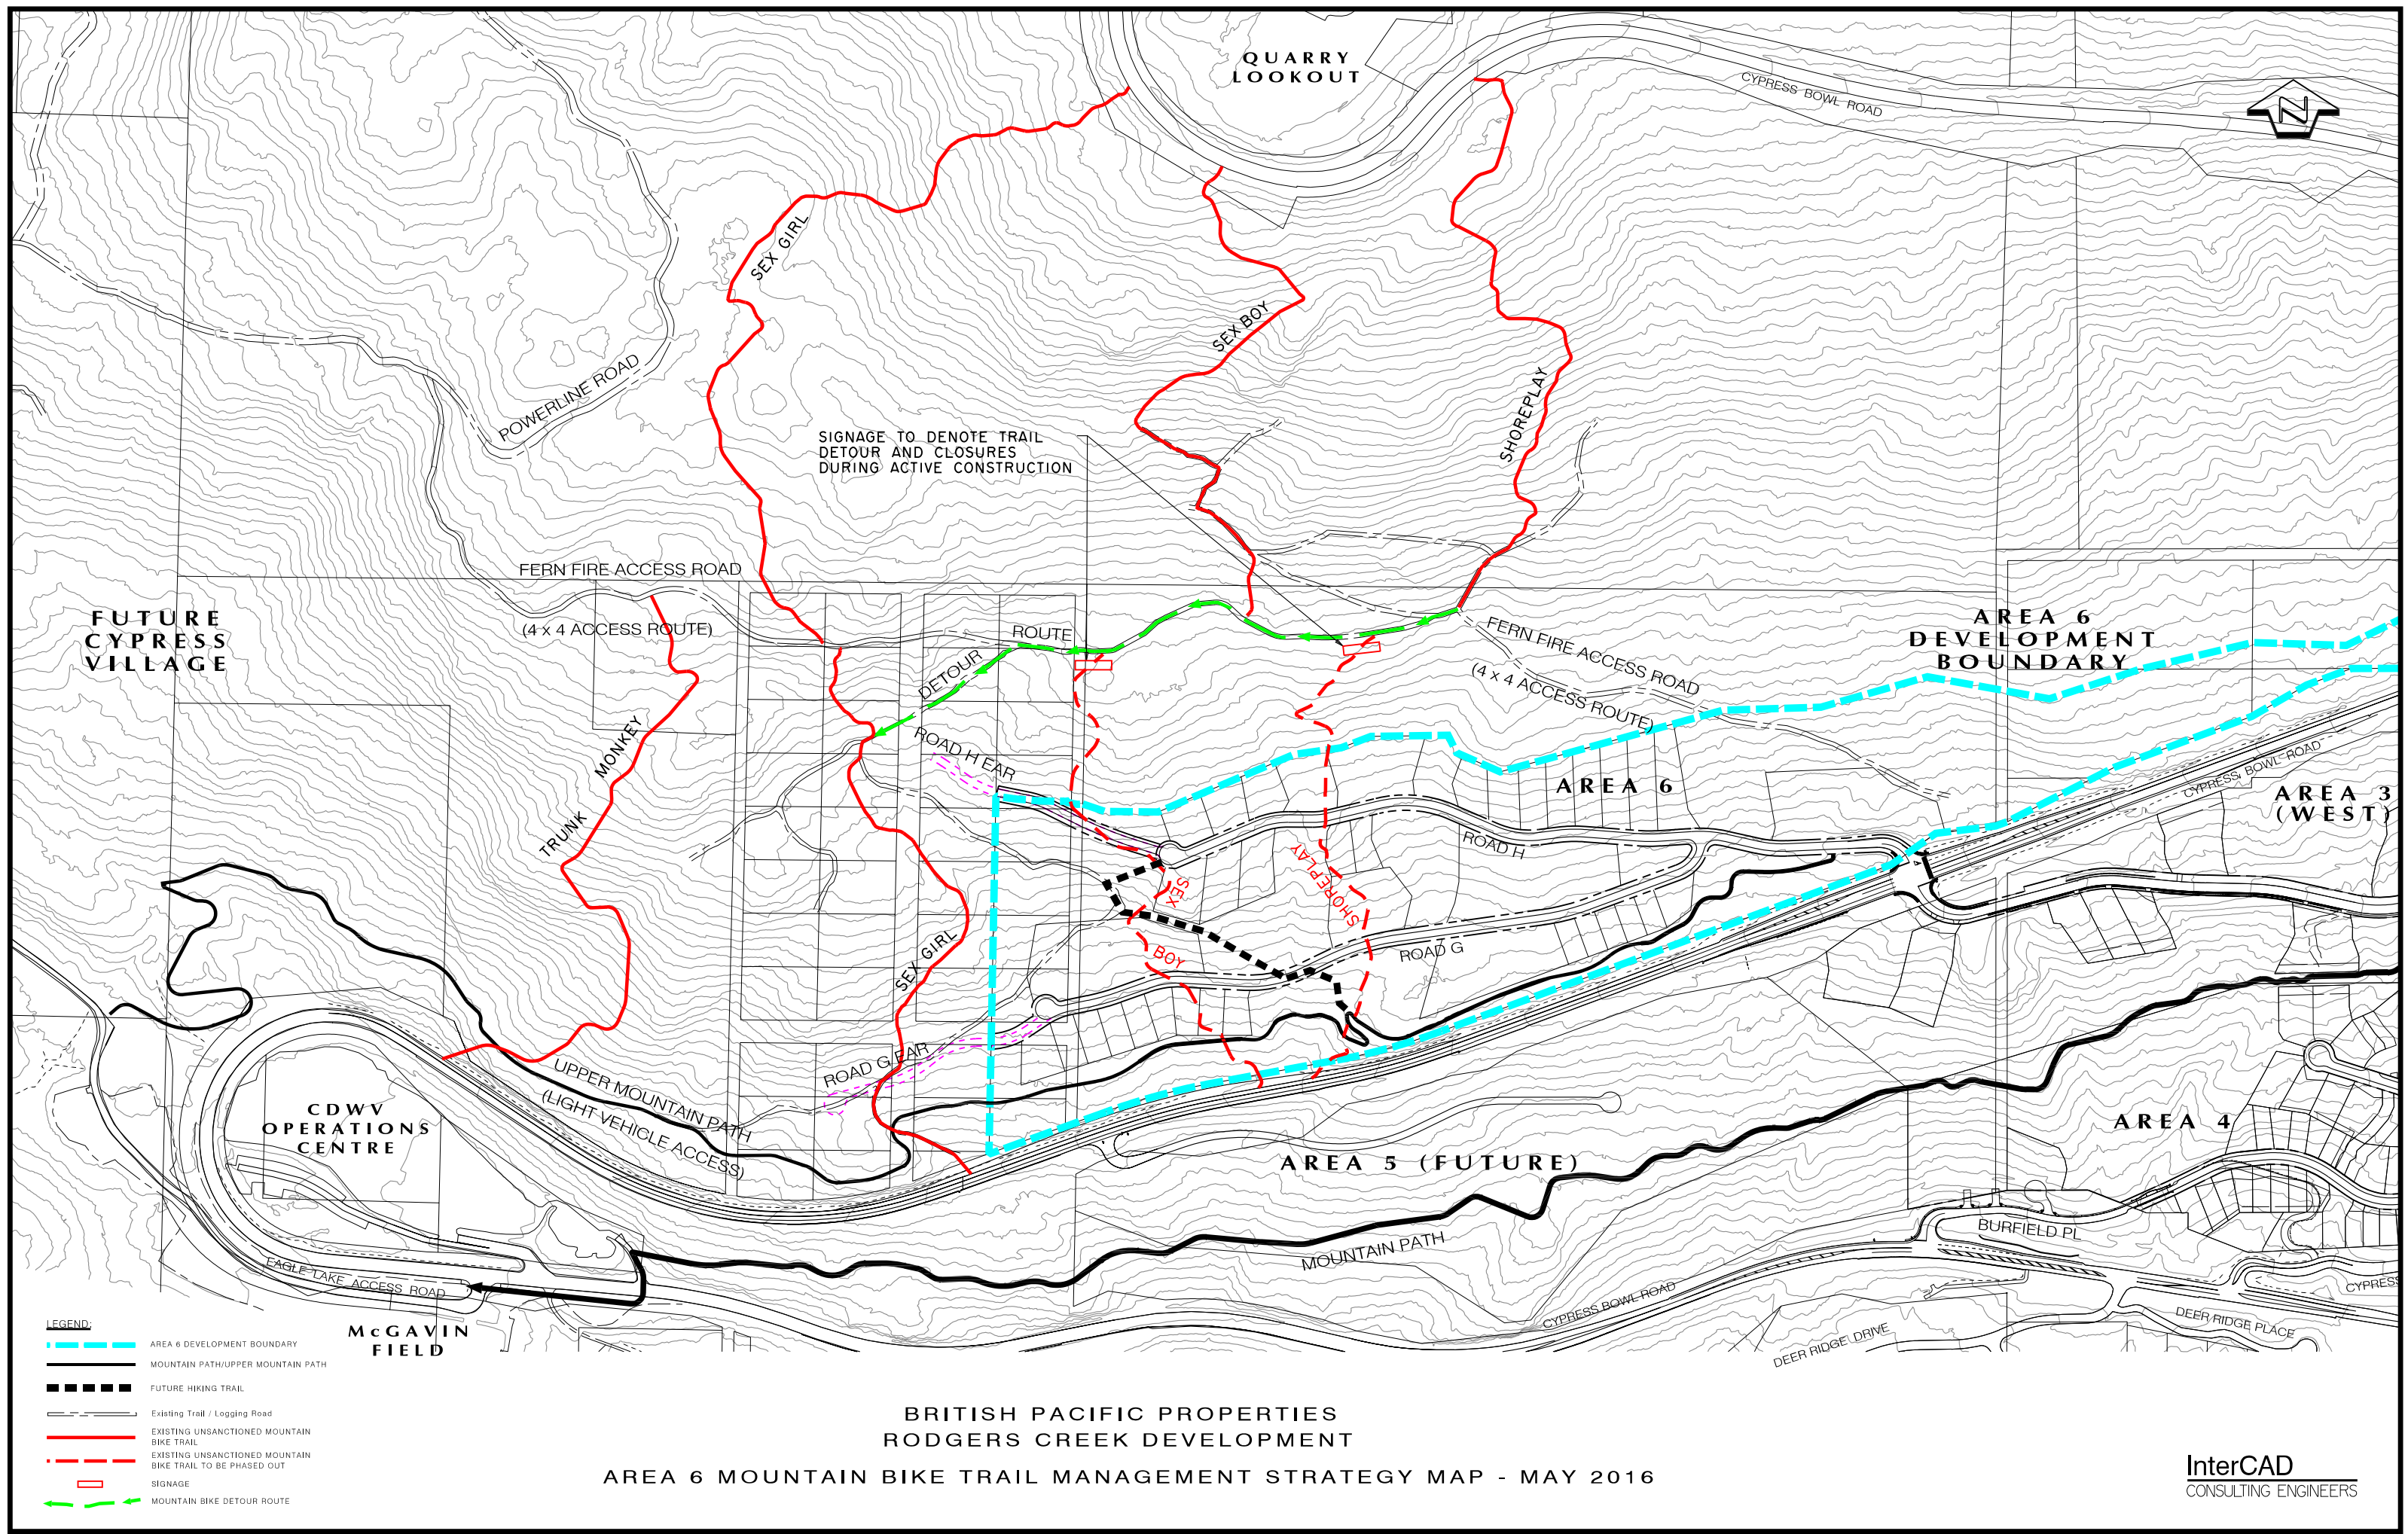 QUARRY
LOOKOUT
CYPRESS BOWL ROAD
N
SEX GIRL
SEX BOY
SHOREPLAY
POWERLINE ROAD
SIGNAGE TO DENOTE TRAIL
DETOUR AND CLOSURES
DURING ACTIVE CONSTRUCTION
FERN FIRE ACCESS ROAD
(4 x 4 ACCESS ROUTE)
FUTURE
CYPRESS
VILLAGE
DETOUR
ROUTE
FERN FIRE ACCESS ROAD
(4 x 4 ACCESS ROUTE)
AREA 6
DEVELOPMENT
BOUNDARY
TRUNK MONKEY
ROAD H EAR
AREA 6
CYPRESS BOWL ROAD
AREA 3
(WEST)
ROAD H
SEX
BOY
SHOREPLAY
ROAD G
SEX GIRL
ROAD G EAR
UPPER MOUNTAIN PATH
(LIGHT VEHICLE ACCESS)
CDWV
OPERATIONS
CENTRE
AREA 5 (FUTURE)
AREA 4
MOUNTAIN PATH
BURFIELD PL
EAGLE LAKE ACCESS ROAD
CYPRESS BOWL ROAD
CYPRESS
DEER RIDGE PLACE
DEER RIDGE DRIVE
McGAVIN
FIELD
LEGEND:
AREA 6 DEVELOPMENT BOUNDARY
MOUNTAIN PATH/UPPER MOUNTAIN PATH
FUTURE HIKING TRAIL
Existing Trail / Logging Road
EXISTING UNSANCTIONED MOUNTAIN
BIKE TRAIL
EXISTING UNSANCTIONED MOUNTAIN
BIKE TRAIL TO BE PHASED OUT
SIGNAGE
MOUNTAIN BIKE DETOUR ROUTE
BRITISH PACIFIC PROPERTIES
RODGERS CREEK DEVELOPMENT
AREA 6 MOUNTAIN BIKE TRAIL MANAGEMENT STRATEGY MAP - MAY 2016
InterCAD
CONSULTING ENGINEERS